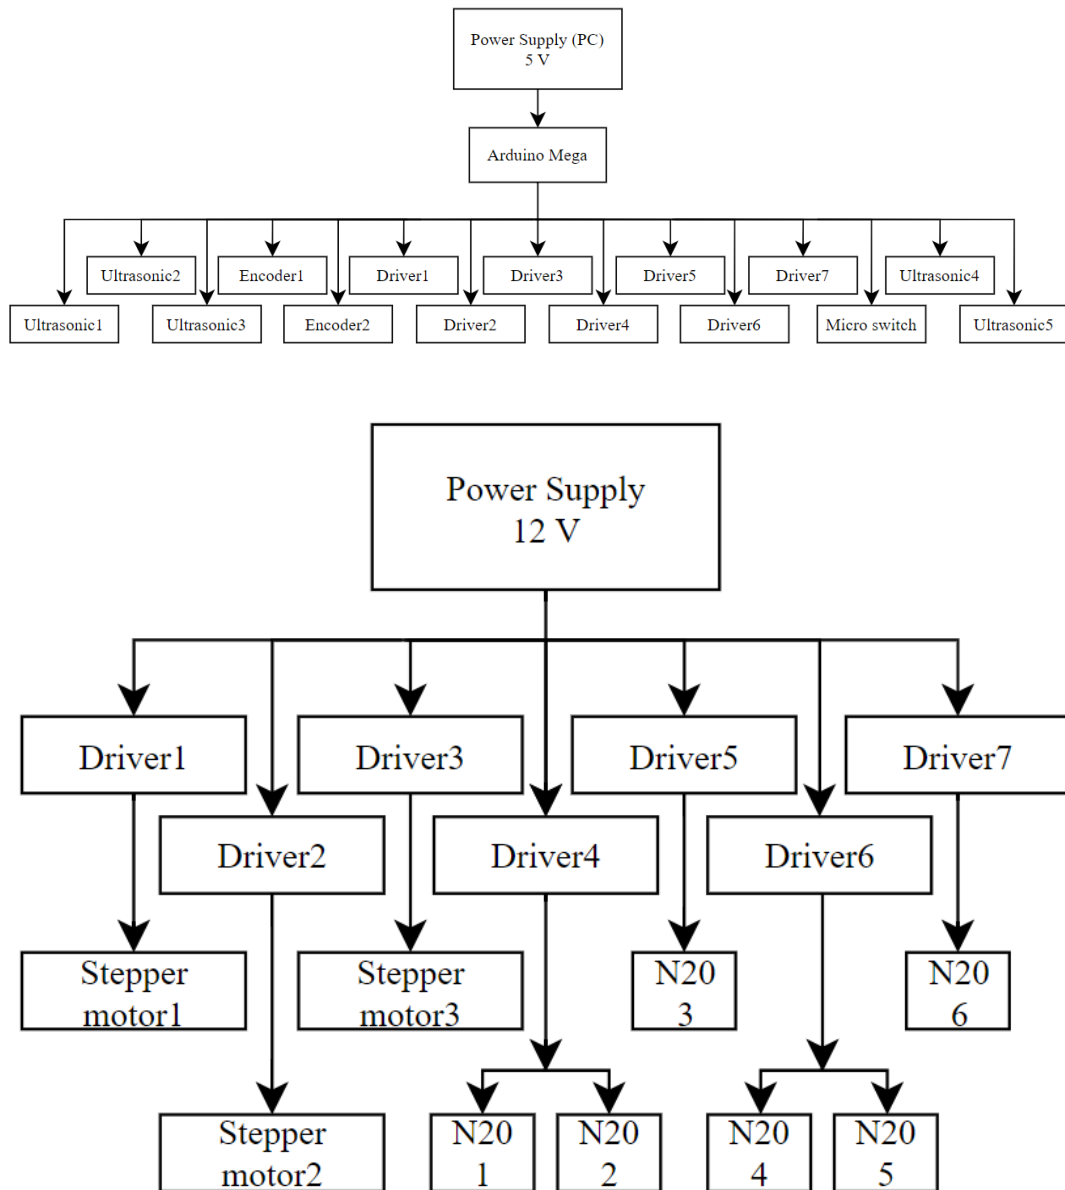 Power Supply (PC)
5 V
Arduino Mega
Ultrasonic2
Encoder1
Driver1
Driver3
Driver5
Driver7
Ultrasonic4
Ultrasonic1
Ultrasonic3
Encoder2
Driver2
Driver4
Driver6
Micro switch
Ultrasonic5
Power Supply
12 V
Driver1
Driver3
Driver5
Driver7
Driver2
Driver4
Driver6
Stepper
motor1
Stepper
motor3
N20
3
N20
6
Stepper
motor2
N20
1
N20
2
N20
4
N20
5